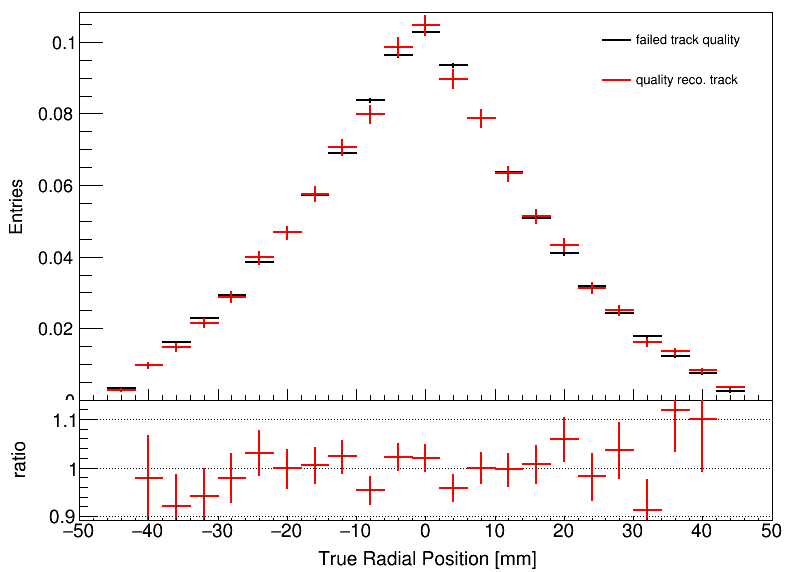 failed track quality
quality reco. track
Entries
0.1
0.08
0.06
0.04
0.02
0
ratio
1.1
1
0.9
−50 −40 −30 −20 −10 0 10 20 30 40 50
True Radial Position [mm]